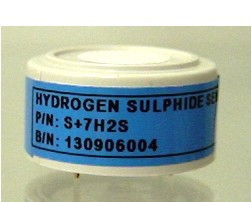 HYDROGEN SULPHIDE SE
P/N: S+7H2S
B/N: 130906004